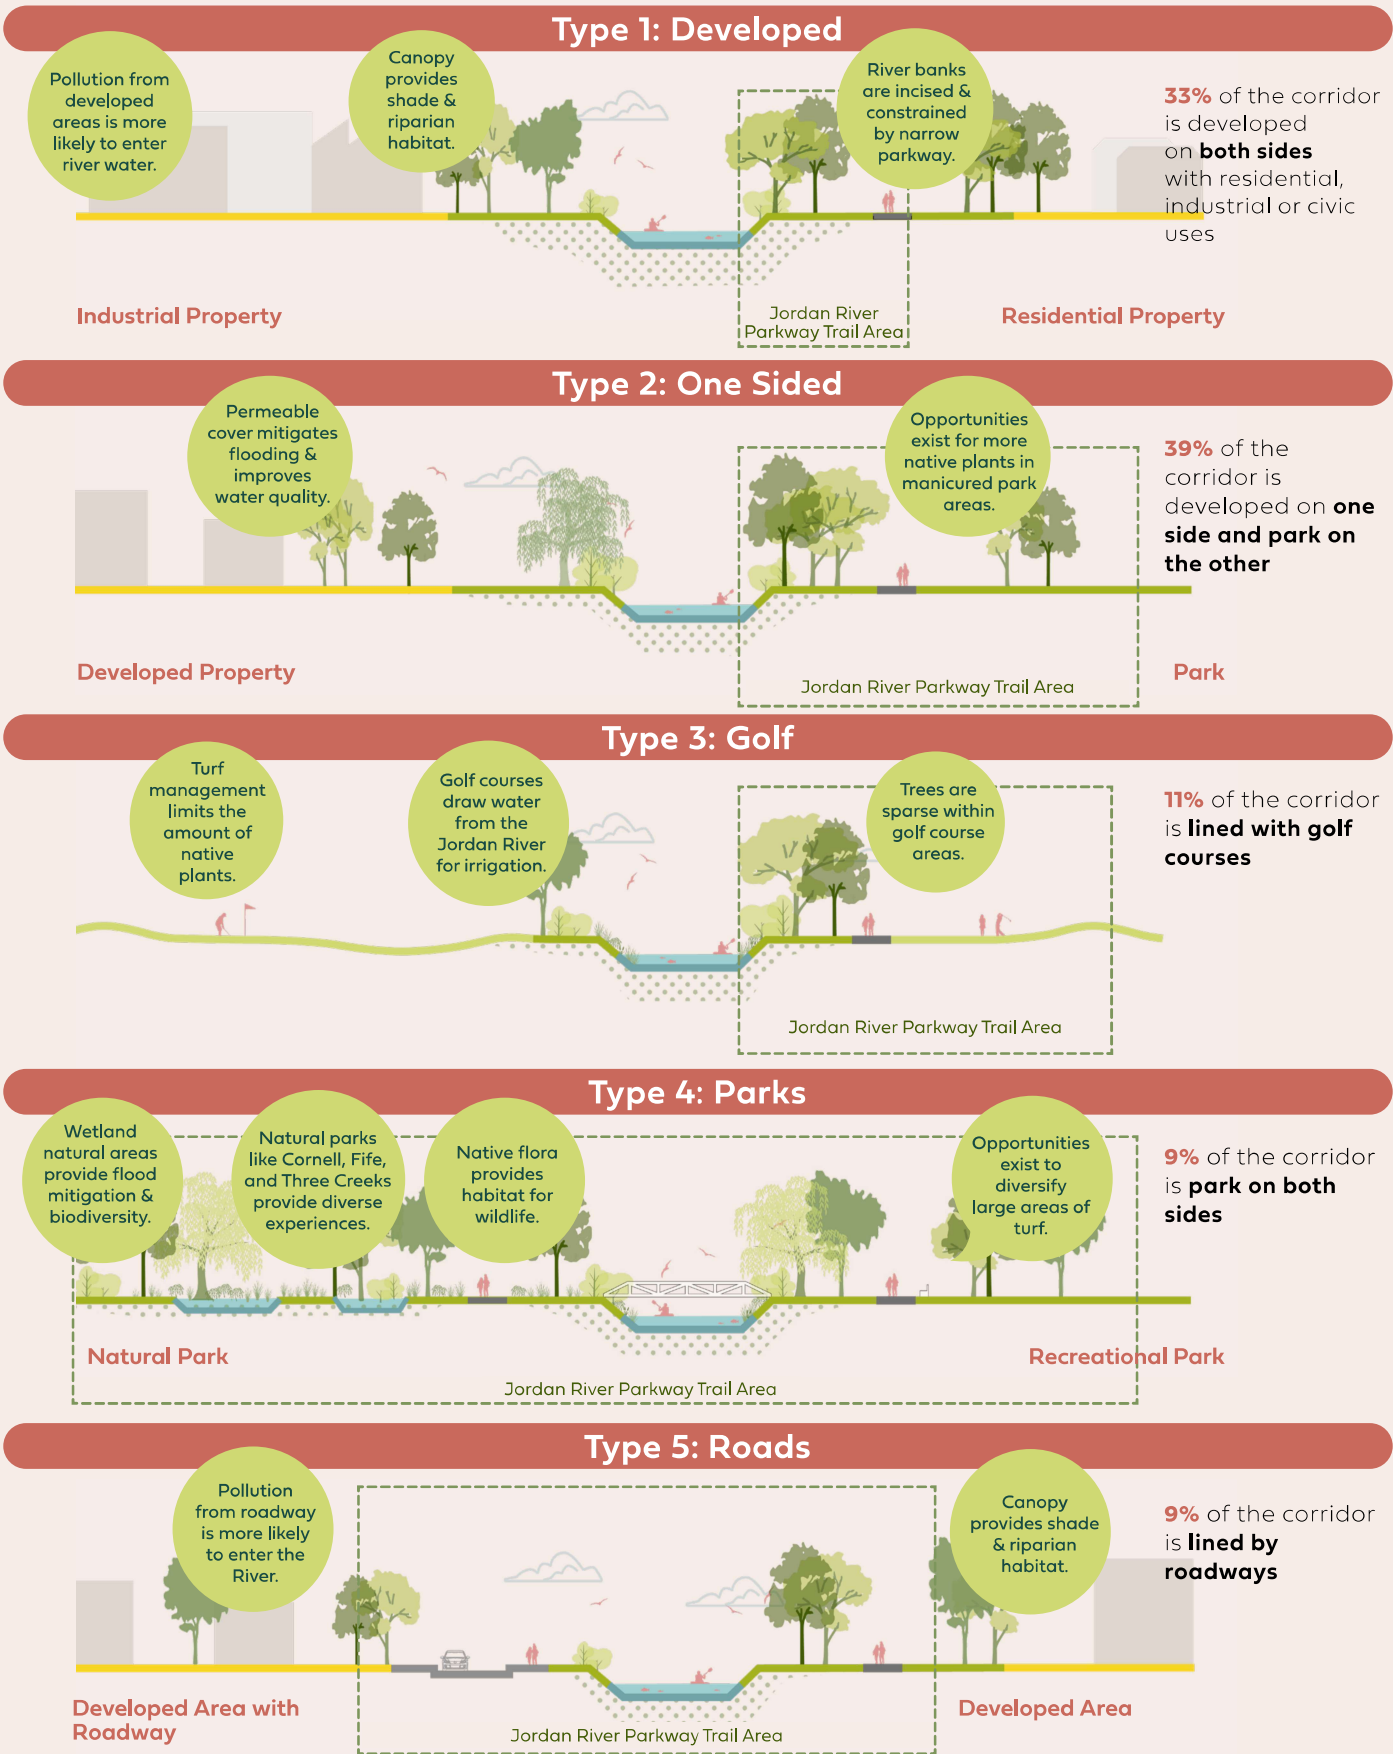 Type 1: Developed
Pollution from
developed
areas is more
likely to enter
river water.
Canopy
provides
shade &
riparian
habitat.
River banks
are incised &
constrained
by narrow
parkway.
33% of the corridor
is developed
on both sides
with residential,
industrial or civic
uses
Industrial Property
Jordan River
Parkway Trail Area
Residential Property
Type 2: One Sided
Permeable
cover mitigates
flooding &
improves
water quality.
Opportunities
exist for more
native plants in
manicured park
areas.
39% of the
corridor is
developed on one
side and park on
the other
Developed Property
Jordan River Parkway Trail Area
Park
Type 3: Golf
Turf
management
limits the
amount of
native
plants.
Golf courses
draw water
from the
Jordan River
for irrigation.
Trees are
sparse within
golf course
areas.
11% of the corridor
is lined with golf
courses
Jordan River Parkway Trail Area
Type 4: Parks
Wetland
natural areas
provide flood
mitigation &
biodiversity.
Natural parks
like Cornell, Fife,
and Three Creeks
provide diverse
experiences.
Native flora
provides
habitat for
wildlife.
Opportunities
exist to
diversify
large areas of
turf.
9% of the corridor
is park on both
sides
Natural Park
Recreational Park
Jordan River Parkway Trail Area
Type 5: Roads
Pollution
from roadway
is more likely
to enter the
River.
Canopy
provides shade
& riparian
habitat.
9% of the corridor
is lined by
roadways
Developed Area with
Roadway
Jordan River Parkway Trail Area
Developed Area